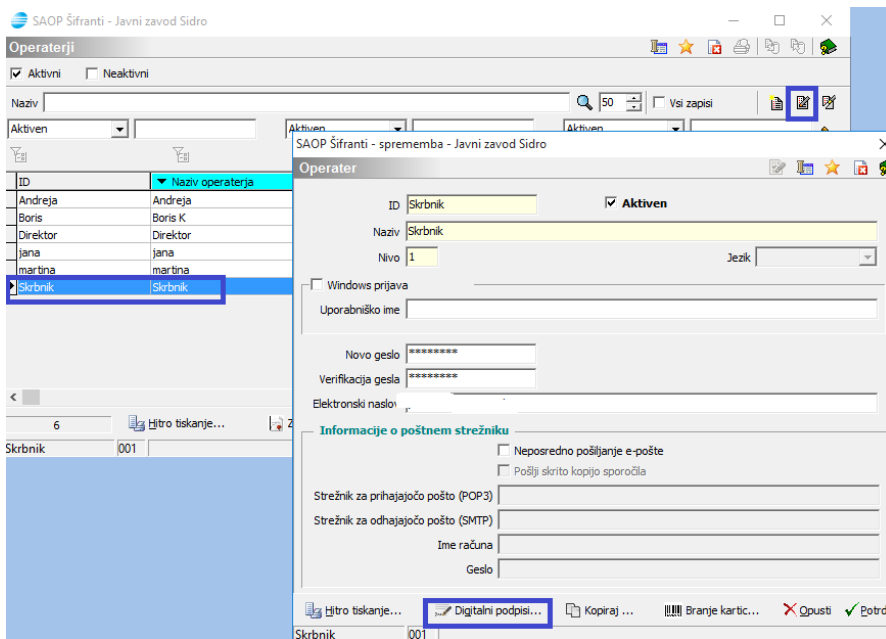 SAOP Šifranti - Javni zavod Sidro
Operaterji
Aktivni Neaktivni
Naziv 50 Vsi zapisi
Aktiven Aktiven Aktiven
ID Naziv operaterja
Andreja Andreja
Boris Boris K
Direktor Direktor
jana jana
martina martina
Skrbnik Skrbnik
6 Hitro tiskanje...
Skrbnik 001
SAOP Šifranti - sprememba - Javni zavod Sidro
Operater
ID Skrbnik Aktiven
Naziv Skrbnik
Nivo 1 Jezik
Windows prijava
Uporabniško ime
Novo geslo ********
Verifikacija gesla ********
Elektronski naslov
Informacije o poštnem strežniku
Neposredno pošiljanje e-pošte
Pošlji skrito kopijo sporočila
Strežnik za prihajajočo pošto (POP3)
Strežnik za odhajajočo pošto (SMTP)
Ime računa
Geslo
Hitro tiskanje... Digitalni podpisi... Kopiraj ... Branje kartic... Opusti Potrd
Skrbnik 001